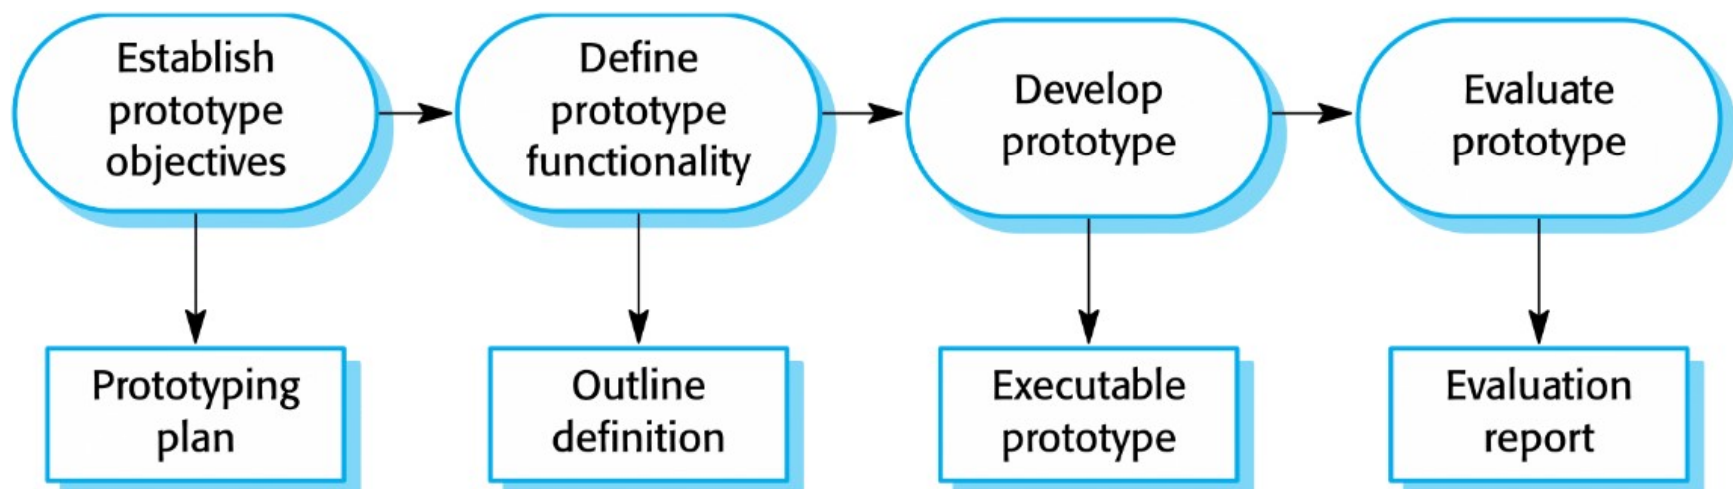 Establish
prototype
objectives
Define
prototype
functionality
Develop
prototype
Evaluate
prototype
Prototyping
plan
Outline
definition
Executable
prototype
Evaluation
report